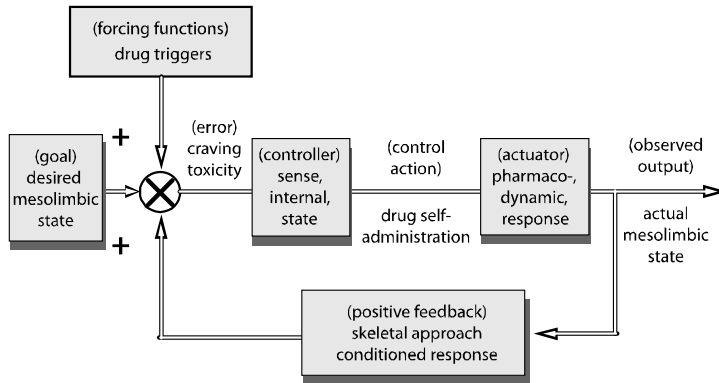 (forcing functions)
drug triggers
+
(goal)
desired
mesolimbic
state
+
(error)
craving
toxicity
(controller)
sense,
internal,
state
(control
action)
drug self-
administration
(actuator)
pharmaco-,
dynamic,
response
(observed
output)
actual
mesolimbic
state
(positive feedback)
skeletal approach
conditioned response